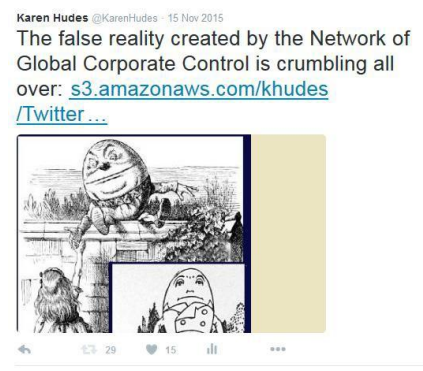 Karen Hudes @KarenHudes · 15 Nov 2015
The false reality created by the Network of
Global Corporate Control is crumbling all
over: s3.amazonaws.com/khudes
/Twitter…
29 15